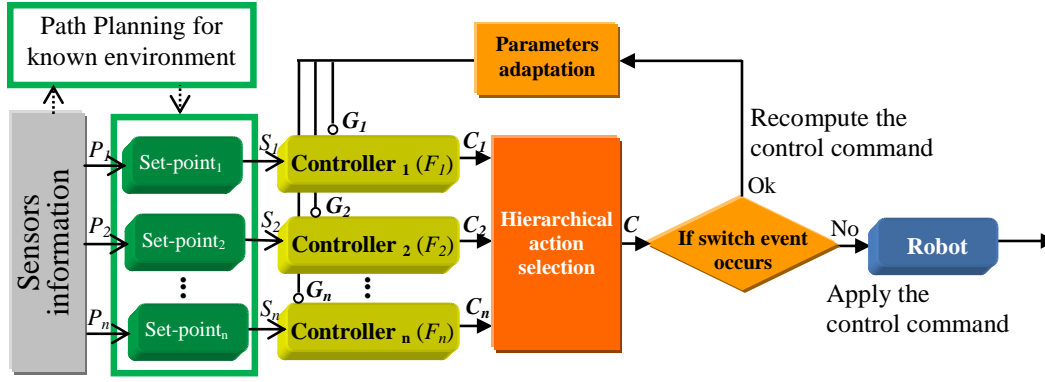 Path Planning for
known environment
Parameters
adaptation
Recompute the
control command
Ok
Sensors
information
P1
Set-point1
S1
G1
Controller 1 (F1)
C1
P2
Set-point2
S2
G2
Controller 2 (F2)
C2
Hierarchical
action
selection
C
If switch event
occurs
No
Robot
Apply the
control command
Pn
Set-pointn
Sn
Gn
Controller n (Fn)
Cn